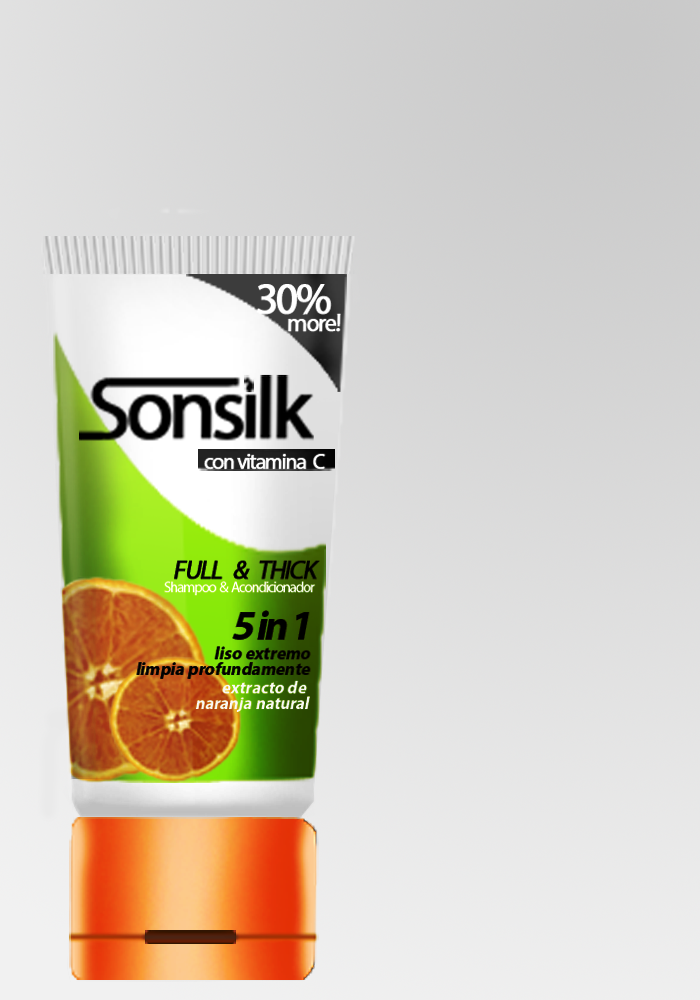 30%
more!
Sonsilk
con vitamina C
FULL & THICK
Shampoo & Acondicionador
5 in 1
liso extremo
limpia profundamente
extracto de
naranja natural